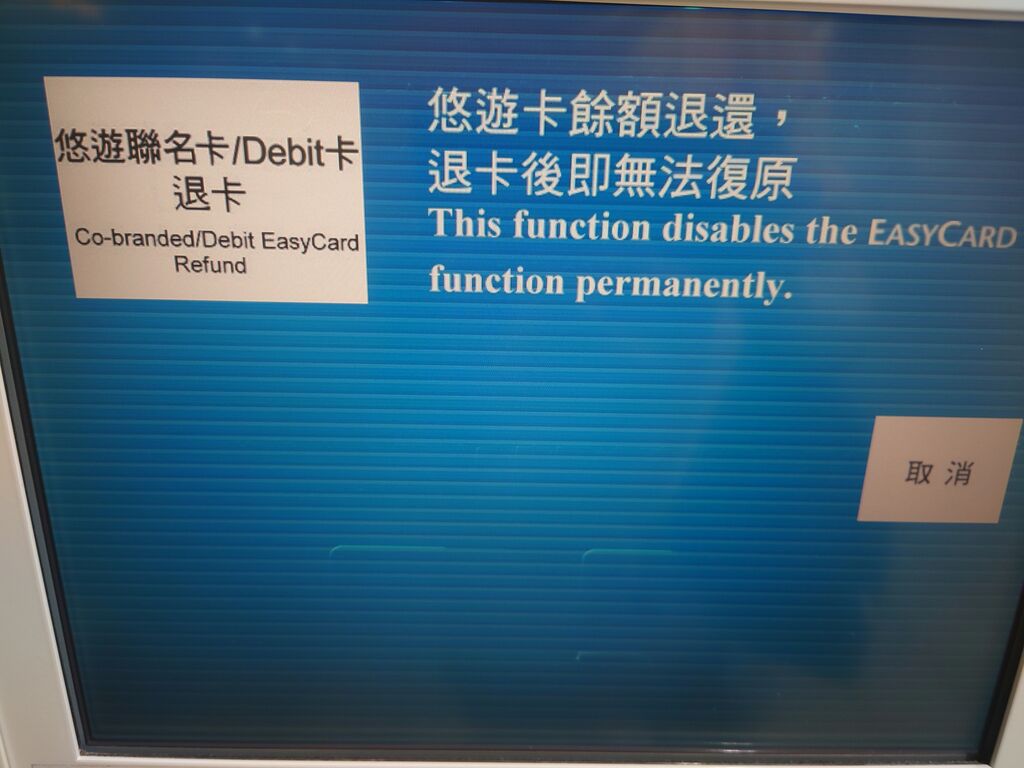 悠遊聯名卡/Debit卡
退卡
Co-branded/Debit EasyCard
Refund
悠遊卡餘額退還，
退卡後即無法復原
This function disables the EASYCARD
function permanently.
取消